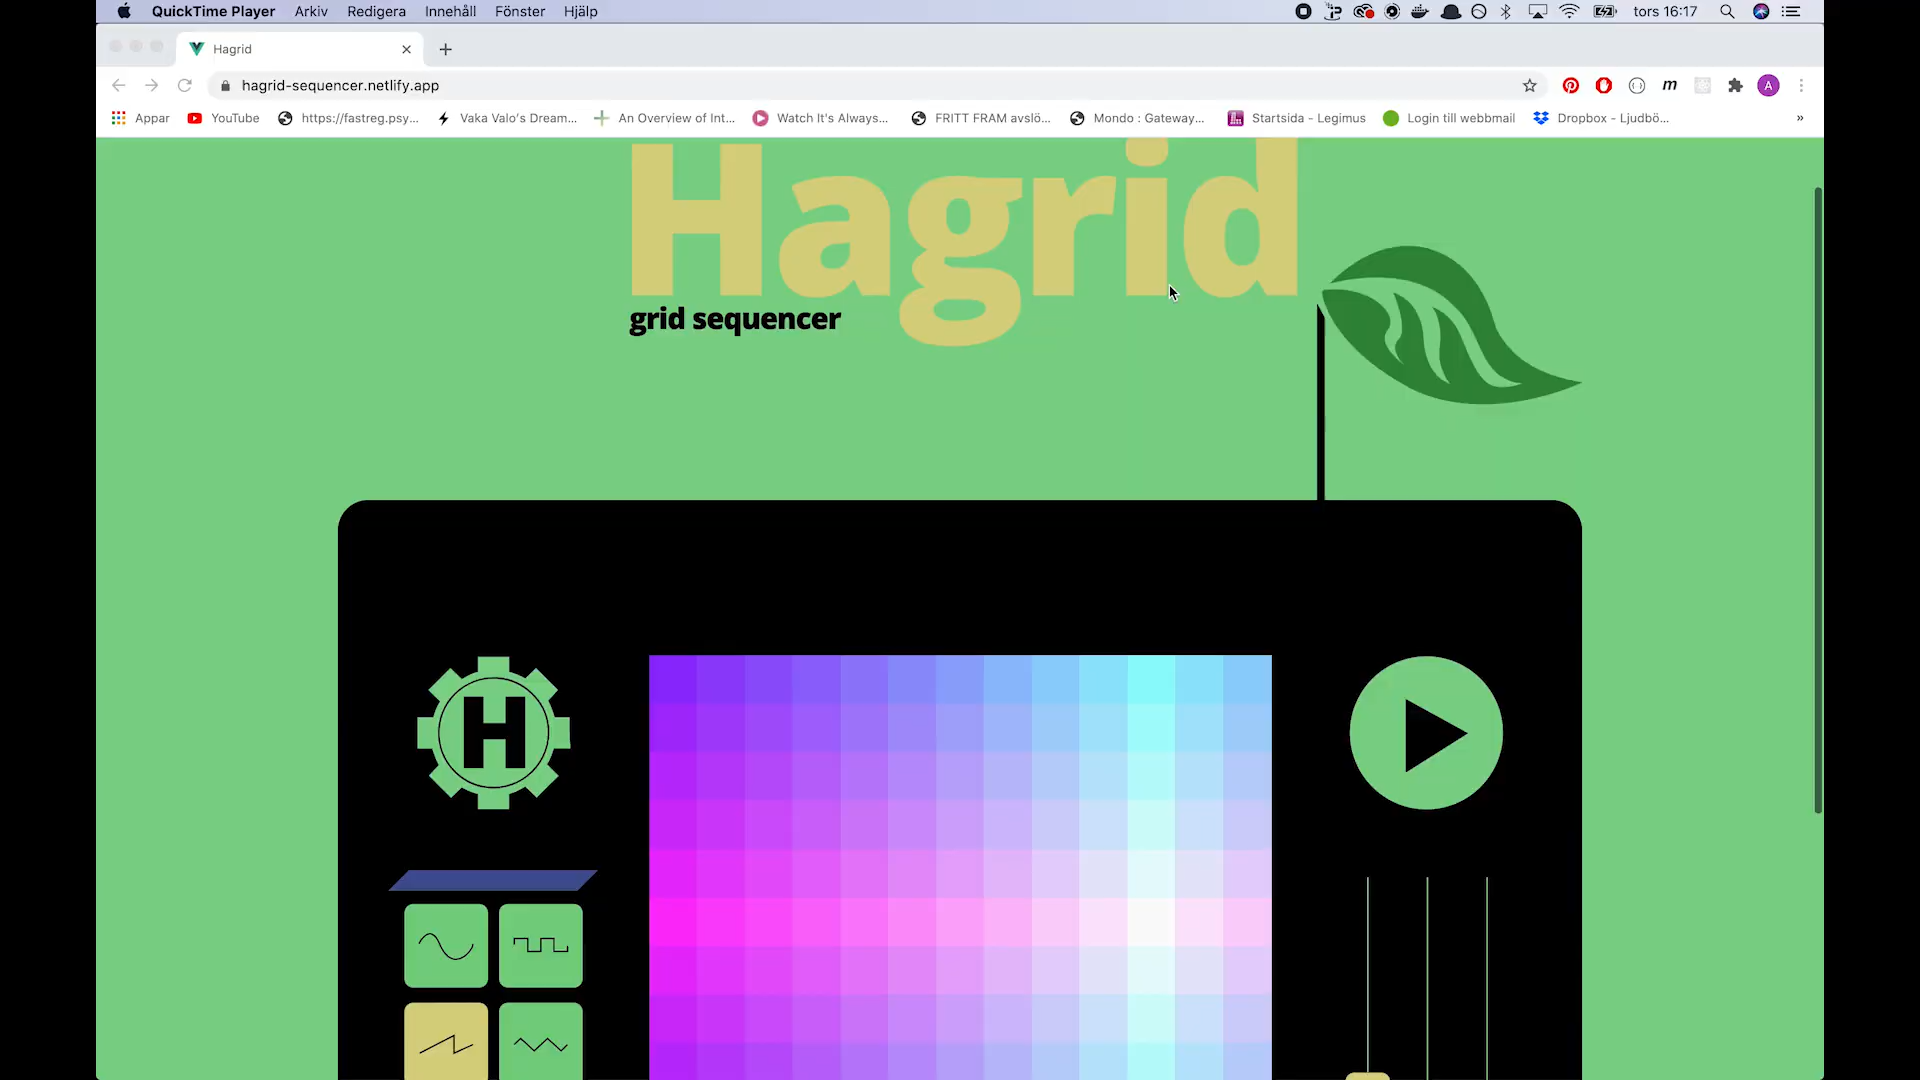 QuickTime Player Arkiv Redigera Innehåll Fönster Hjälp tors 16:17
Hagrid
hagrid-sequencer.netlify.app
m A
Appar YouTube https://fastreg.psy... Vaka Valo's Dream... An Overview of Int... Watch It's Always... FRITT FRAM avslö... Mondo : Gateway... Startsida - Legimus Login till webbmail Dropbox - Ljudbö... »
Hagrid
grid sequencer
H